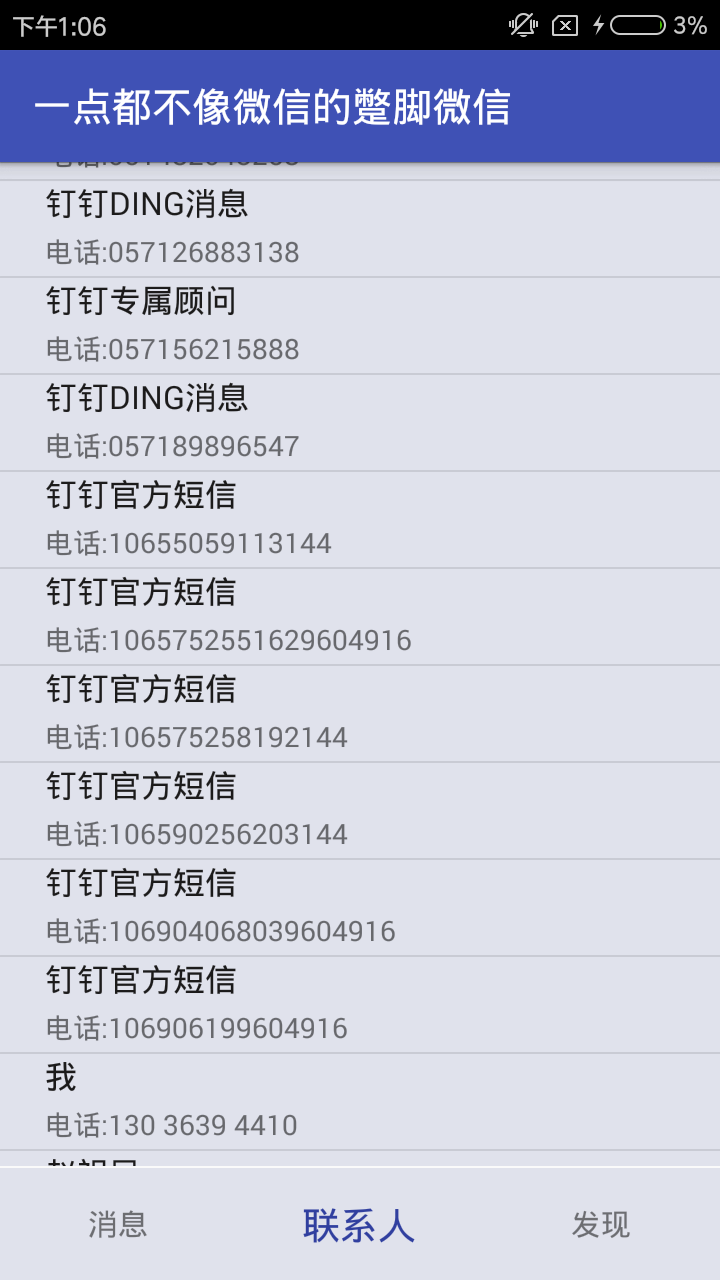 下午1:06
3%
一点都不像微信的蹩脚微信
钉钉DING消息
电话:057126883138
钉钉专属顾问
电话:057156215888
钉钉DING消息
电话:057189896547
钉钉官方短信
电话:10655059113144
钉钉官方短信
电话:1065752551629604916
钉钉官方短信
电话:106575258192144
钉钉官方短信
电话:106590256203144
钉钉官方短信
电话:106904068039604916
钉钉官方短信
电话:106906199604916
我
电话:130 3639 4410
消息
联系人
发现